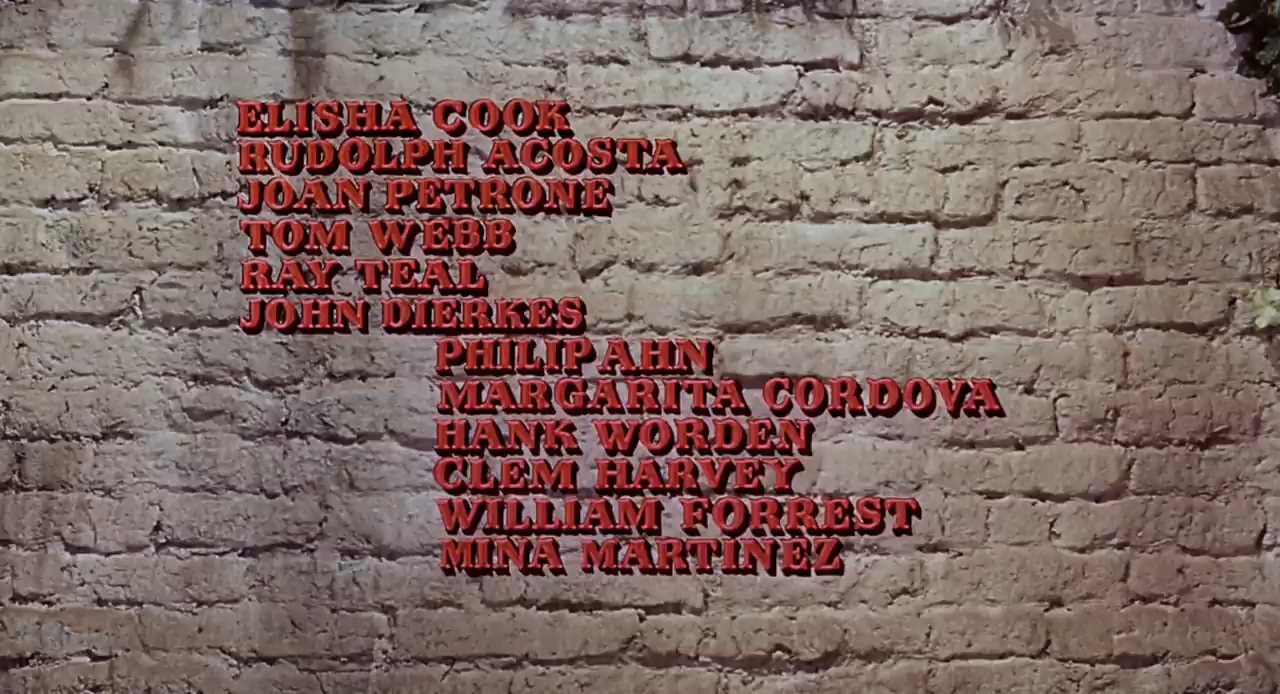 ELISHA COOK
RUDOLPH ACOSTA
JOAN PETRONE
TOM WEBB
RAY TEAL
JOHN DIERKES
PHILIP AHN
MARGARITA CORDOVA
HANK WORDEN
CLEM HARVEY
WILLIAM FORREST
MINA MARTINEZ